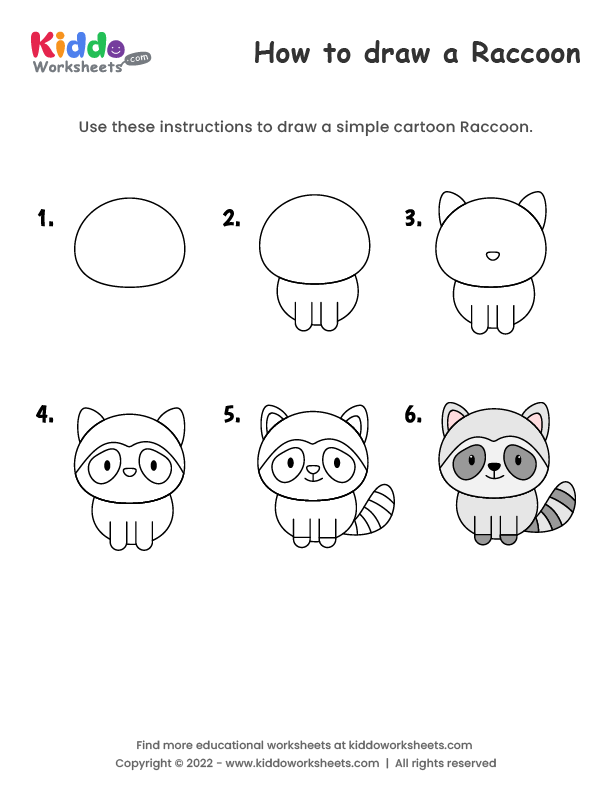 Kiddo
Worksheets .com
How to draw a Raccoon
Use these instructions to draw a simple cartoon Raccoon.
1.
2.
3.
4.
5.
6.
Find more educational worksheets at kiddoworksheets.com
Copyright © 2022 - www.kiddoworksheets.com | All rights reserved